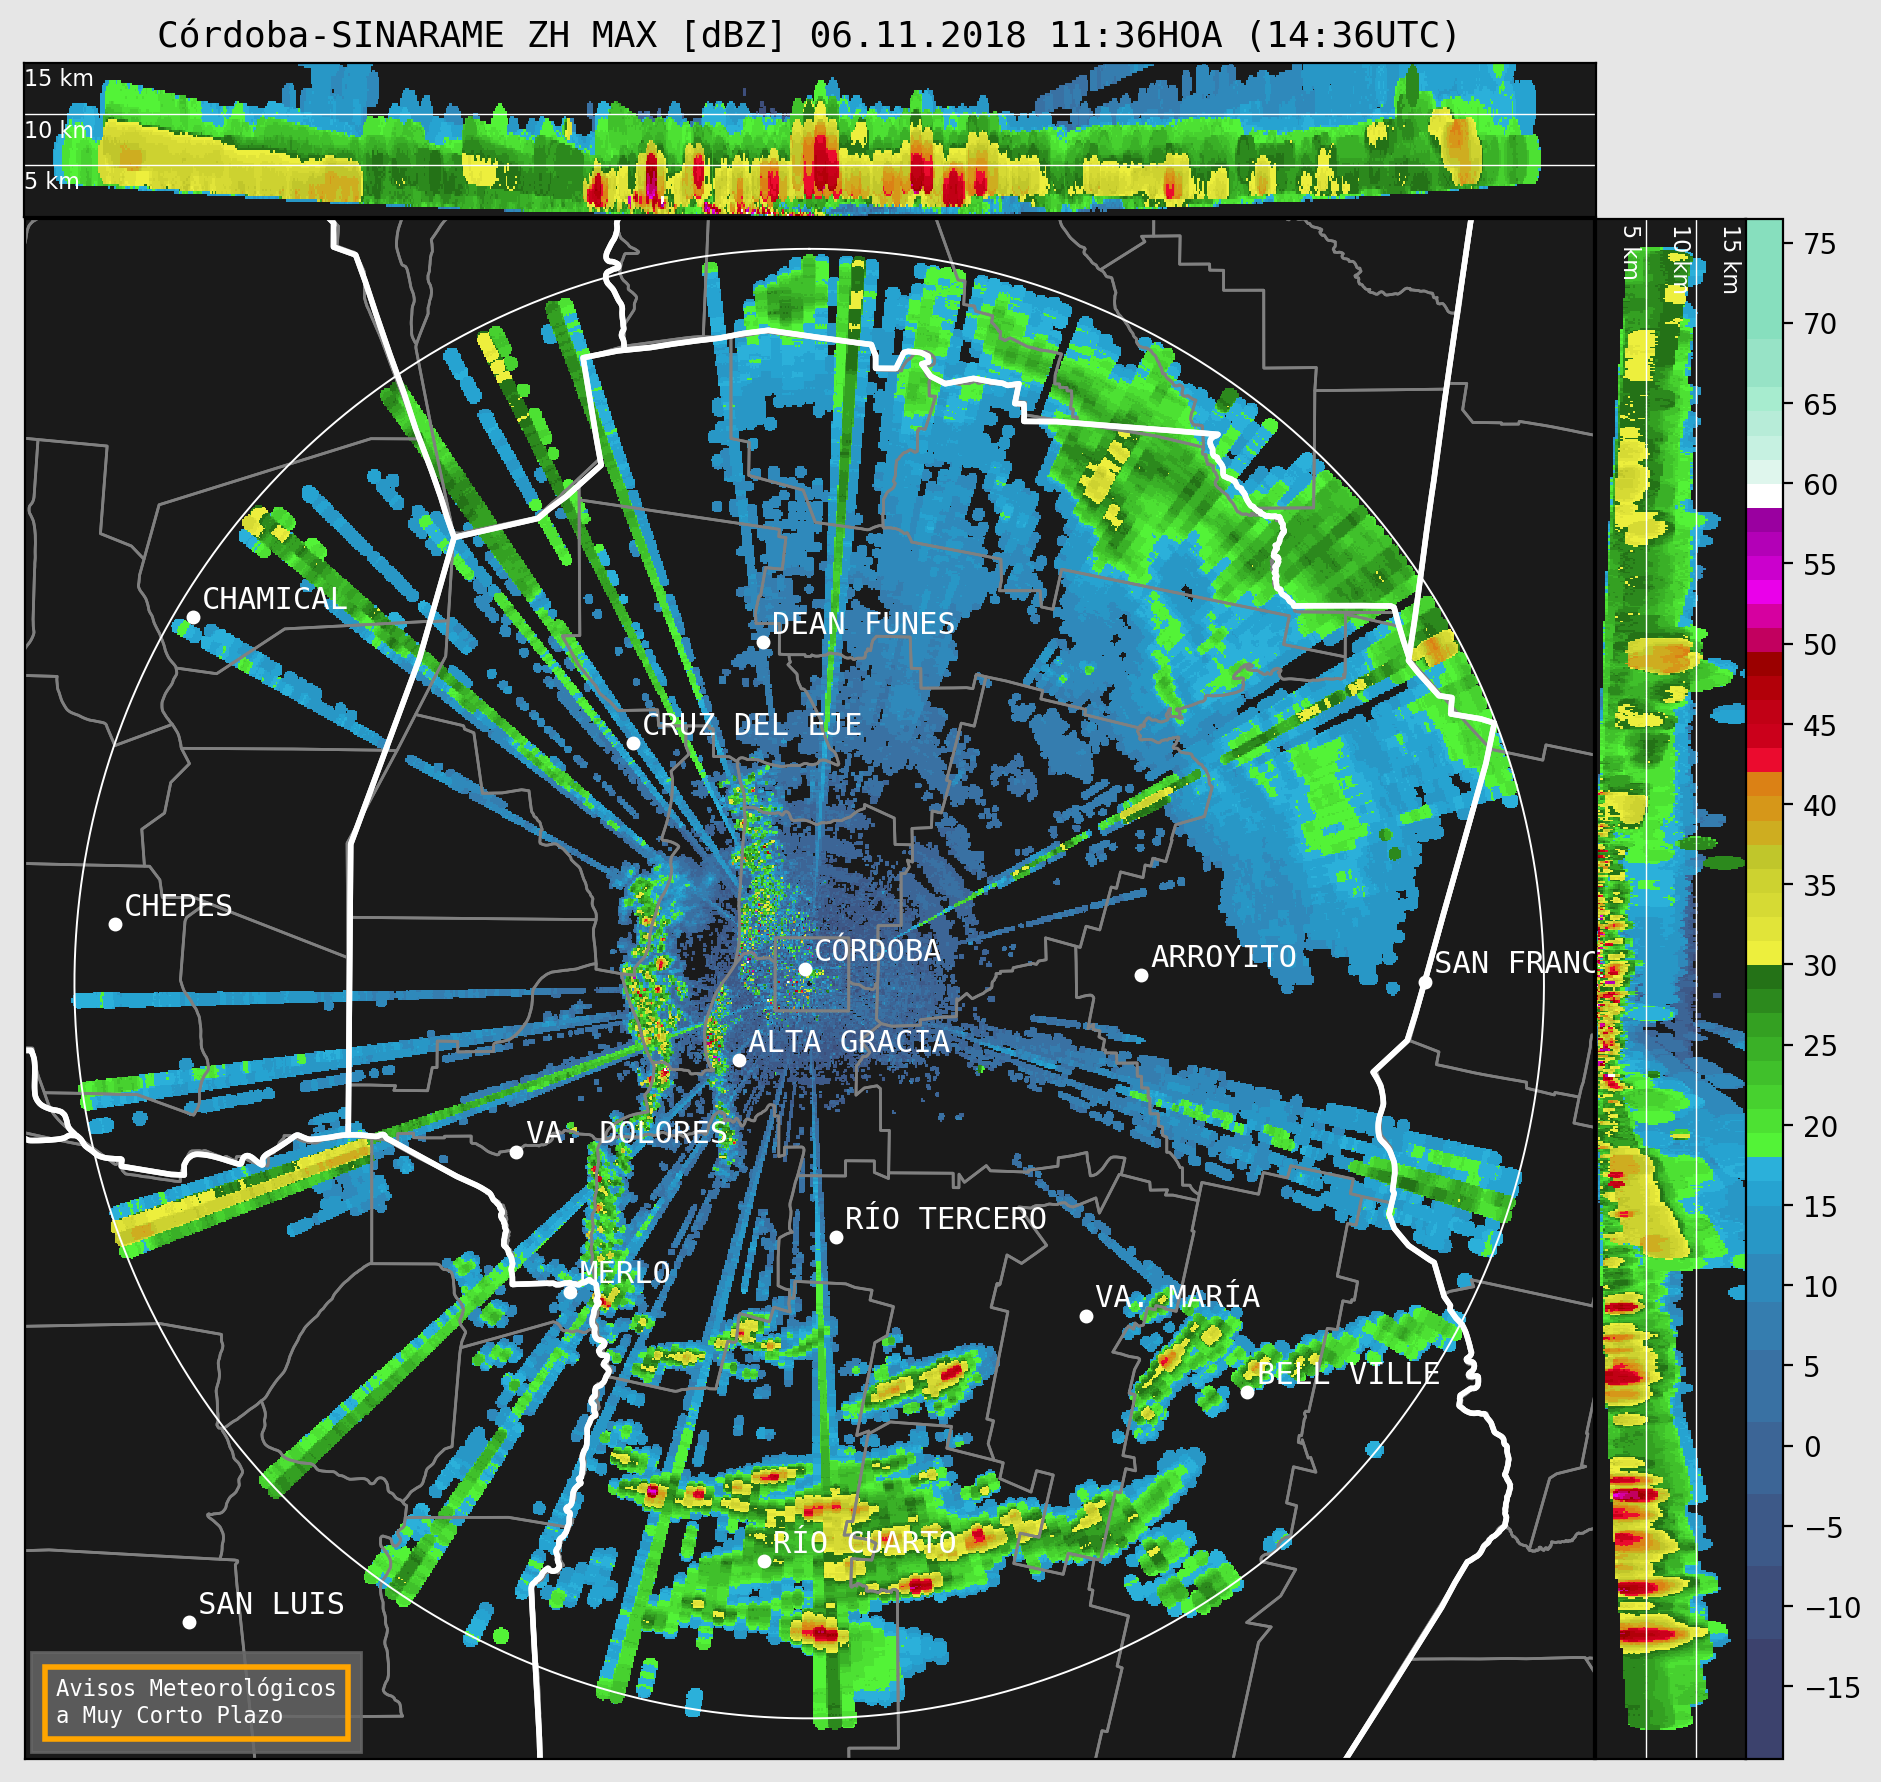 Córdoba-SINARAME ZH MAX [dBZ] 06.11.2018 11:36HOA (14:36UTC)
15 km
10 km
5 km
5 km
10 km
15 km
75
70
65
60
55
50
45
40
35
30
25
20
15
10
5
0
−5
−10
−15
CHAMICAL
DEAN FUNES
CRUZ DEL EJE
CHEPES
CÓRDOBA
ARROYITO
SAN FRANC
ALTA GRACIA
VA. DOLORES
RÍO TERCERO
MERLO
VA. MARÍA
BELL VILLE
RÍO CUARTO
SAN LUIS
Avisos Meteorológicos
a Muy Corto Plazo